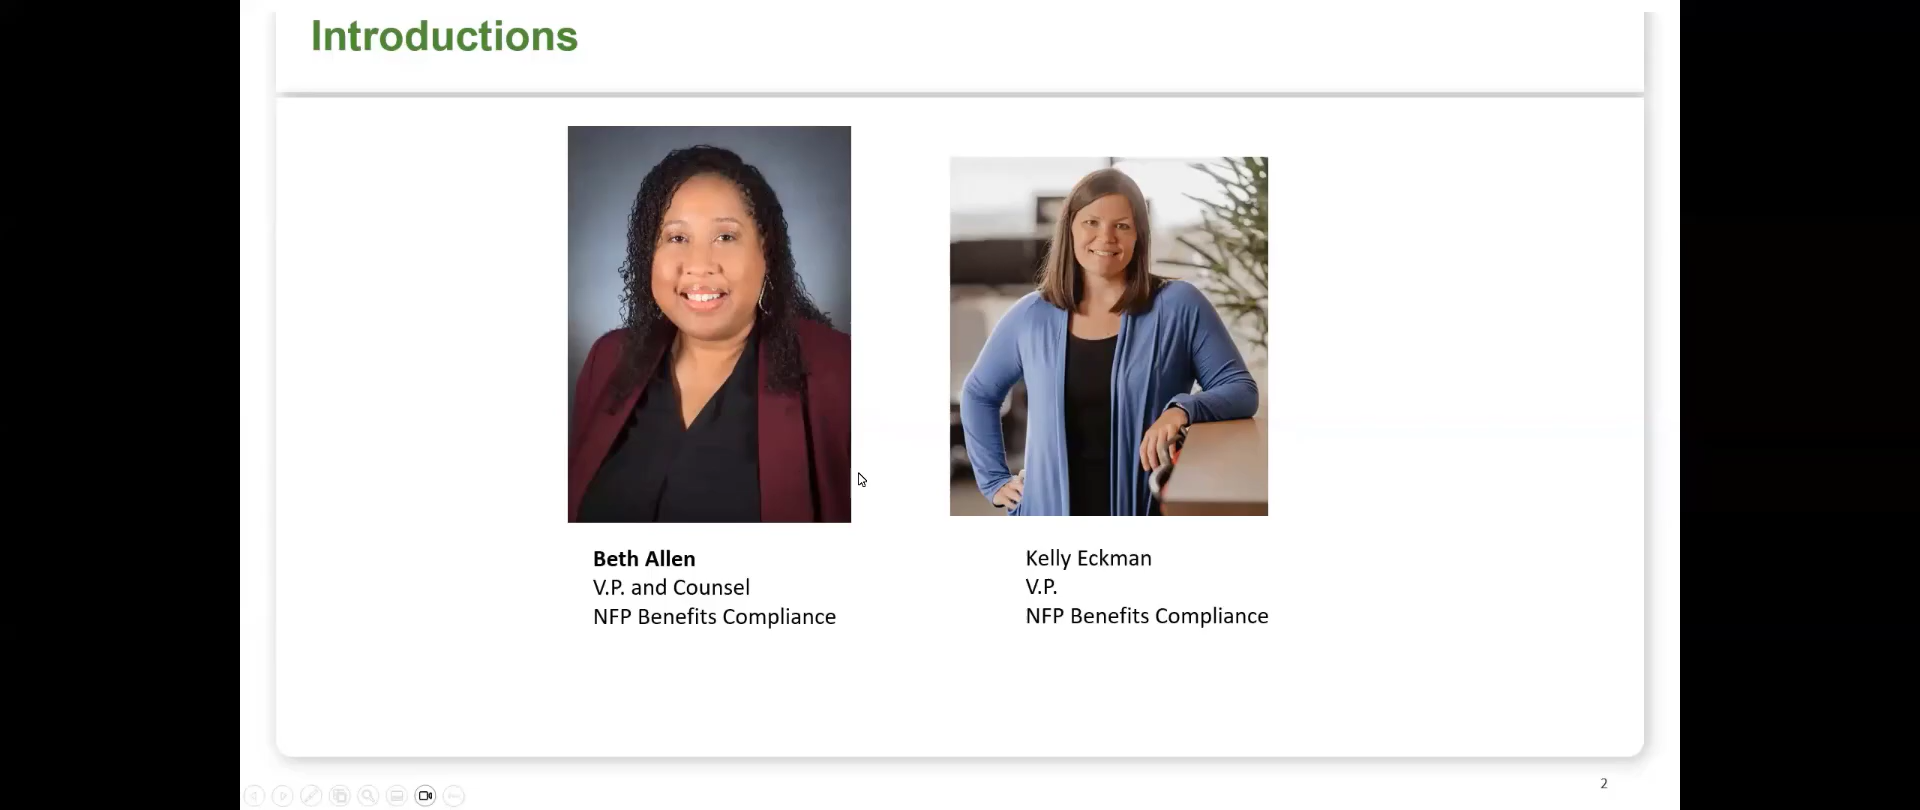 Introductions
Beth Allen
V.P. and Counsel
NFP Benefits Compliance
Kelly Eckman
V.P.
NFP Benefits Compliance
2